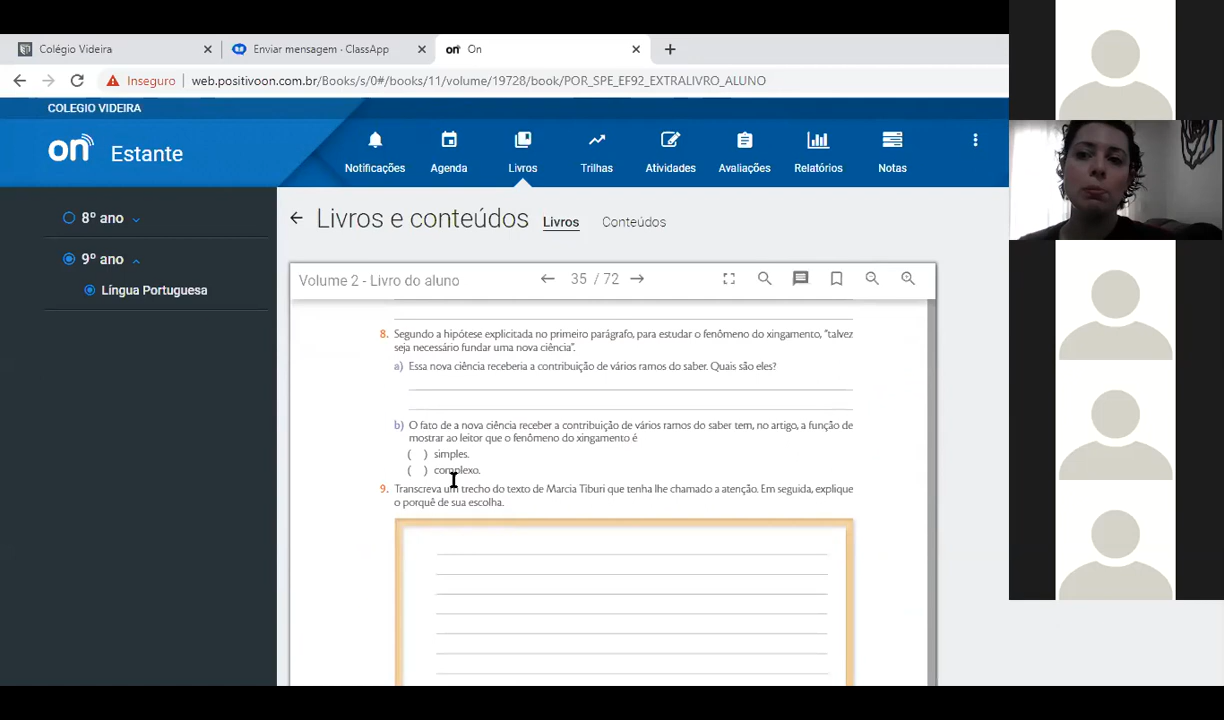 Colégio Videira
Enviar mensagem - ClassApp
on
On
Inseguro
web.positivoon.com.br/Books/s/0#/books/11/volume/19728/book/POR_SPE_EF92_EXTRALIVRO_ALUNO
COLEGIO VIDEIRA
on
Estante
Notificações
Agenda
Livros
Trilhas
Atividades
Avaliações
Relatórios
Notas
8º ano
9º ano
Língua Portuguesa
Livros e conteúdos
Livros
Conteúdos
Volume 2 - Livro do aluno
35 / 72
8. Segundo a hipótese explicitada no primeiro parágrafo, para estudar o fenômeno do xingamento, "talvez
seja necessário fundar uma nova ciência".
a) Essa nova ciência receberia a contribuição de vários ramos do saber. Quais são eles?
b) O fato de a nova ciência receber a contribuição de vários ramos do saber tem, no artigo, a função de
mostrar ao leitor que o fenômeno do xingamento é
( ) simples.
( ) complexo.
9. Transcreva um trecho do texto de Marcia Tiburi que tenha lhe chamado a atenção. Em seguida, explique
o porquê de sua escolha.